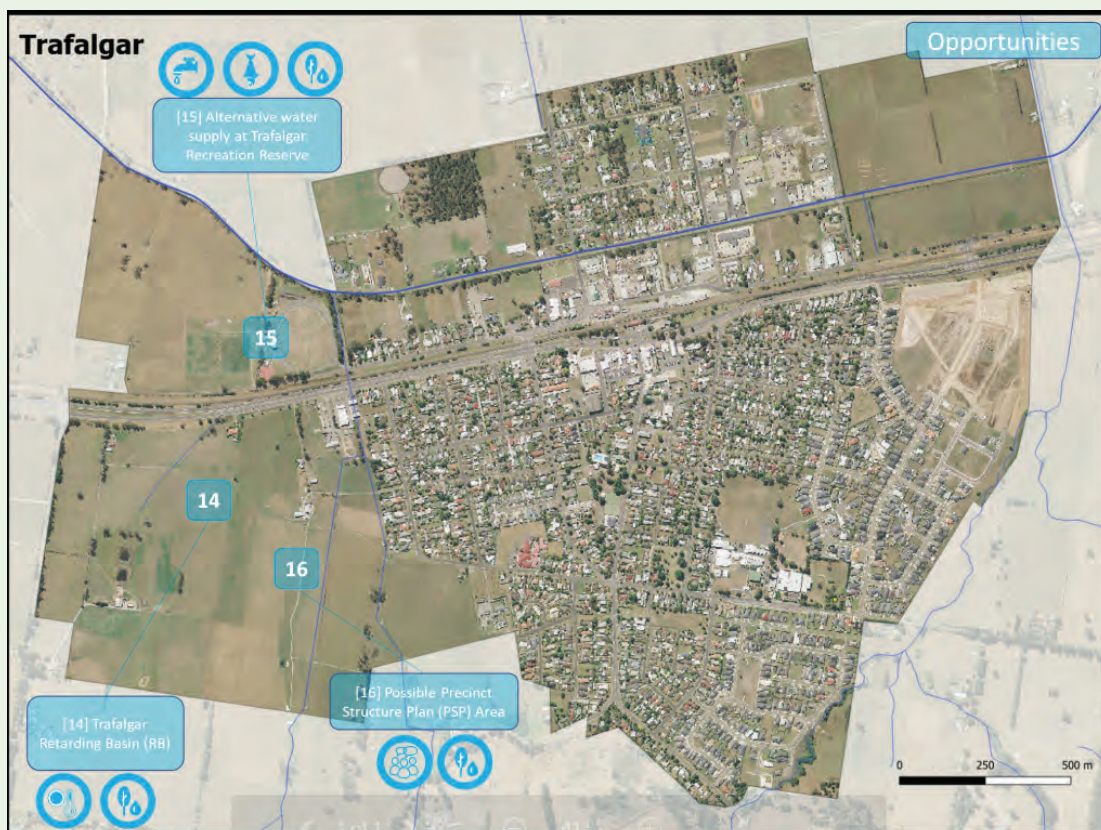 Trafalgar
Opportunities
[15] Alternative water
supply at Trafalgar
Recreation Reserve
15
14
16
[14] Trafalgar
Retarding Basin (RB)
[16] Possible Precinct
Structure Plan (PSP) Area
0 250 500 m